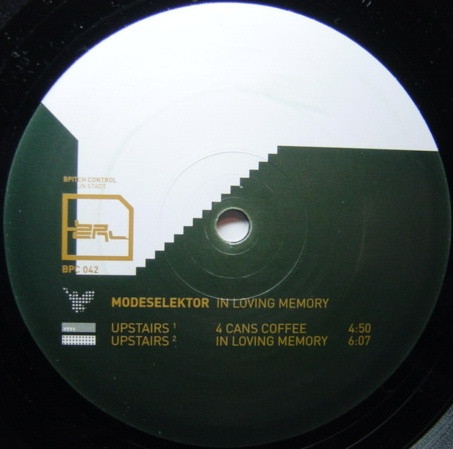 BPITCH CONTROL
BPC 042
MODESELEKTOR IN LOVING MEMORY
UPSTAIRS 1 4 CANS COFFEE 4:50
UPSTAIRS 2 IN LOVING MEMORY 6:07